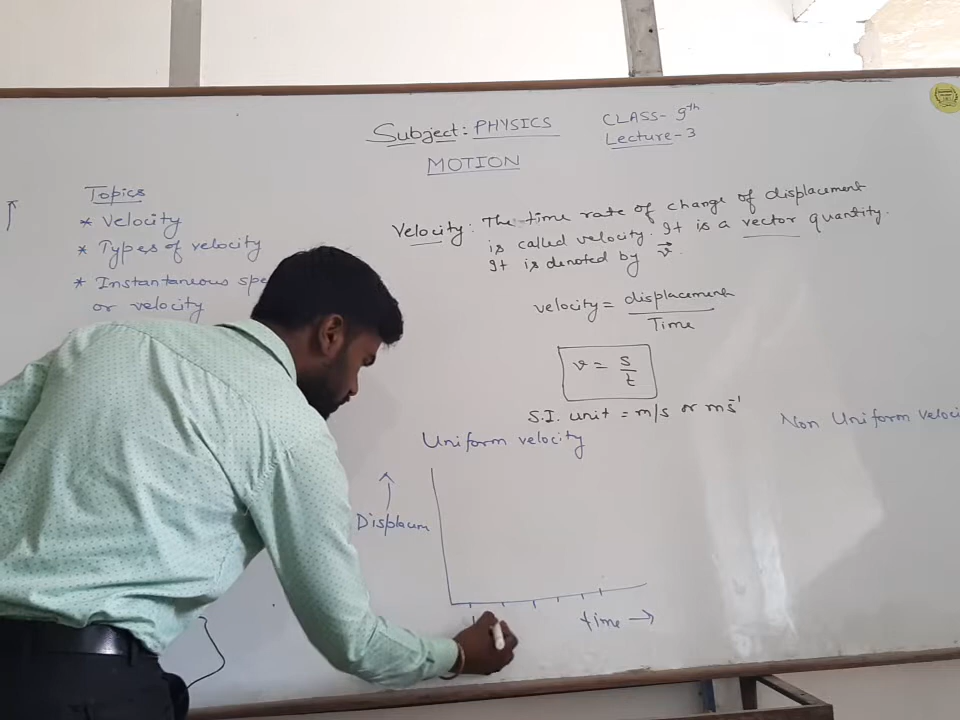 Subject: PHYSICS
CLASS- 9th
Lecture-3
MOTION
Topics
* Velocity
* Types of velocity
* Instantaneous spe
or velocity
Velocity: The time rate of change of displacement
is called velocity. It is a vector quantity.
It is denoted by v⃗
velocity = displacement
Time
v = s/t
S.I. unit = m/s or ms⁻¹
Uniform velocity
Non Uniform veloci
Displacem
time →